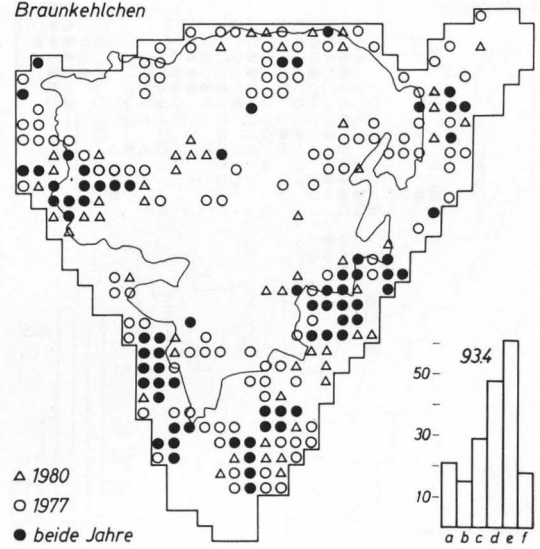 Braunkehlchen
△ 1980
○ 1977
● beide Jahre
93,4
50
30
10
a b c d e f